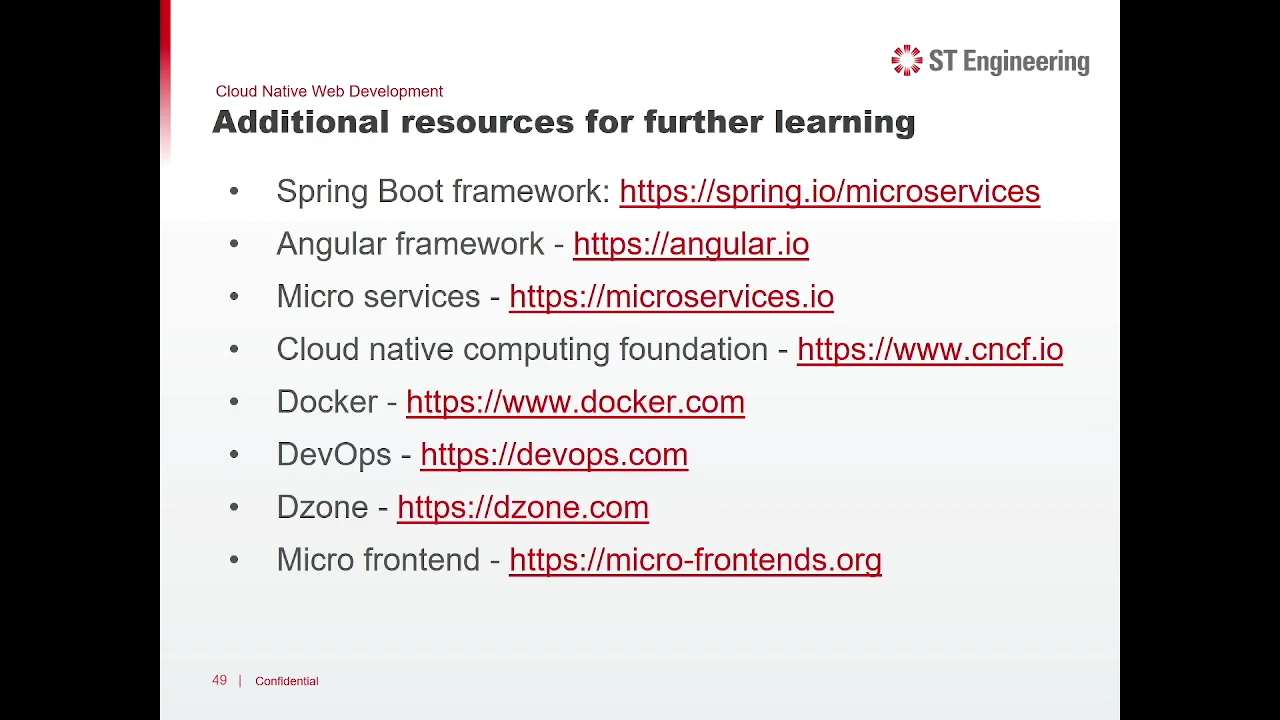 ST Engineering
Cloud Native Web Development
Additional resources for further learning
• Spring Boot framework: https://spring.io/microservices
• Angular framework - https://angular.io
• Micro services - https://microservices.io
• Cloud native computing foundation - https://www.cncf.io
• Docker - https://www.docker.com
• DevOps - https://devops.com
• Dzone - https://dzone.com
• Micro frontend - https://micro-frontends.org
49 | Confidential